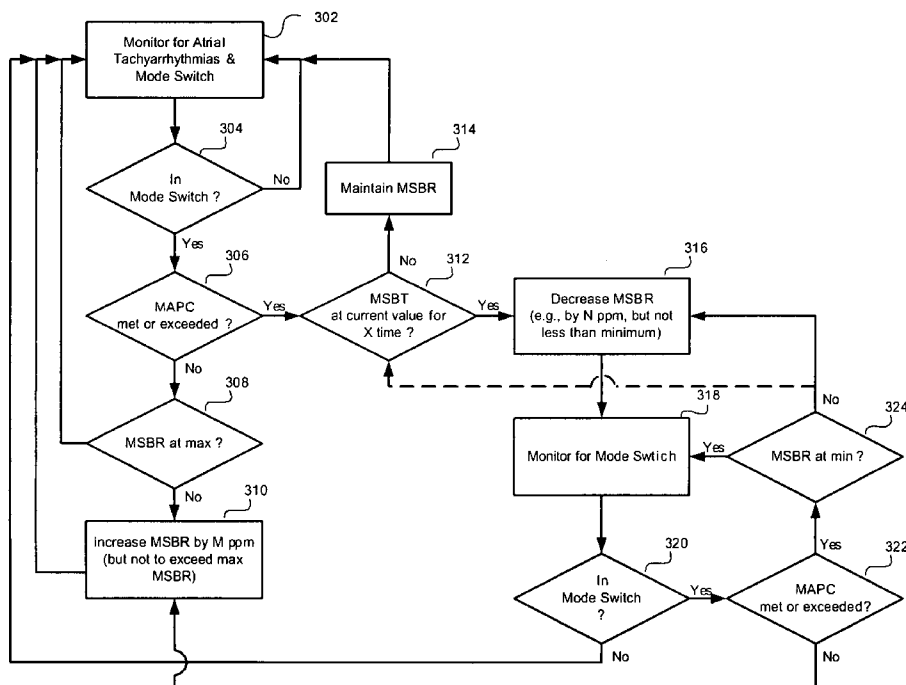 302
Monitor for Atrial
Tachyarrhythmias &
Mode Switch
304
In
Mode Switch ?
No
Yes
306
MAPC
met or exceeded ?
Yes
No
308
MSBR at max ?
No
310
increase MSBR by M ppm
(but not to exceed max
MSBR)
314
Maintain MSBR
No
312
MSBT
at current value for
X time ?
Yes
316
Decrease MSBR
(e.g., by N ppm, but not
less than minimum)
318
Monitor for Mode Swtich
No
324
MSBR at min ?
Yes
320
In
Mode Switch
?
Yes
No
Yes
322
MAPC
met or exceeded?
No